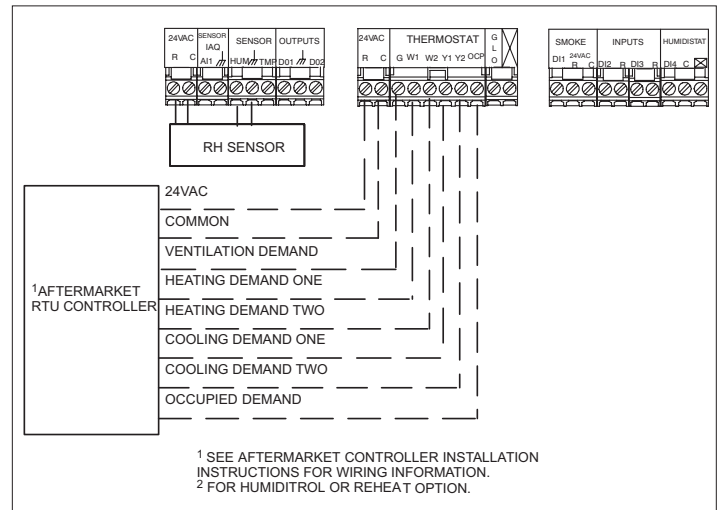 24VAC
R C
SENSOR
IAQ
AI1
SENSOR
HUM TMP
OUTPUTS
D01 D02
24VAC
R C
THERMOSTAT
G W1 W2 Y1 Y2 OCP
G
L
O
SMOKE
DI1 24VAC
R C
INPUTS
DI2 R DI3 R
HUMIDISTAT
DI4 C
RH SENSOR
24VAC
COMMON
VENTILATION DEMAND
HEATING DEMAND ONE
HEATING DEMAND TWO
COOLING DEMAND ONE
COOLING DEMAND TWO
OCCUPIED DEMAND
1AFTERMARKET
RTU CONTROLLER
1 SEE AFTERMARKET CONTROLLER INSTALLATION
INSTRUCTIONS FOR WIRING INFORMATION.
2 FOR HUMIDITROL OR REHEAT OPTION.